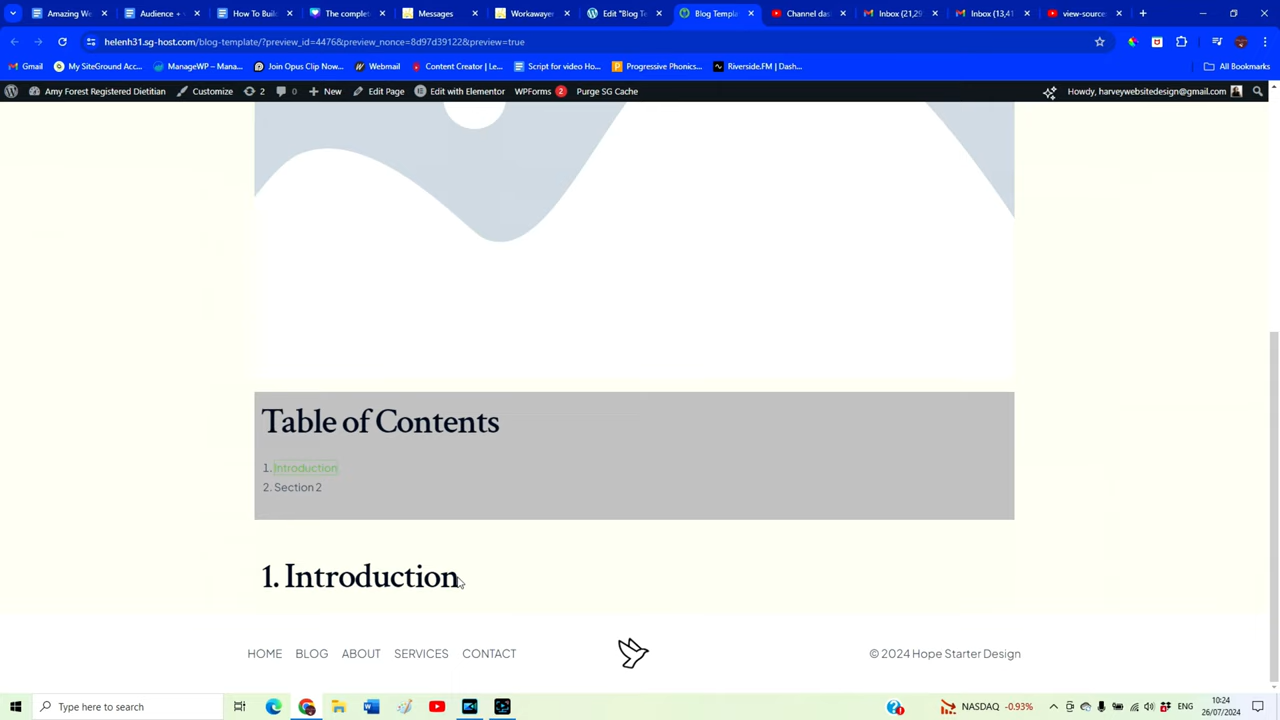 Amazing We
Audience + v
How To Build
The complet
Messages
Workawayer
Edit "Blog Te
Blog Templa
Channel das
Inbox (21,29
Inbox (13,41
view-source
helenh31.sg-host.com/blog-template/?preview_id=4476&preview_nonce=8d97d39122&preview=true
Gmail
My SiteGround Acc...
ManageWP – Mana...
Join Opus Clip Now...
Webmail
Content Creator | Le...
Script for video Ho...
Progressive Phonics...
Riverside.FM | Dash...
All Bookmarks
Amy Forest Registered Dietitian
Customize
2
0
New
Edit Page
Edit with Elementor
WPForms 2
Purge SG Cache
Howdy, harveywebsitedesign@gmail.com
Table of Contents
1. Introduction
2. Section 2
1. Introduction
HOME
BLOG
ABOUT
SERVICES
CONTACT
© 2024 Hope Starter Design
Type here to search
NASDAQ -0.93%
ENG
10:24
26/07/2024